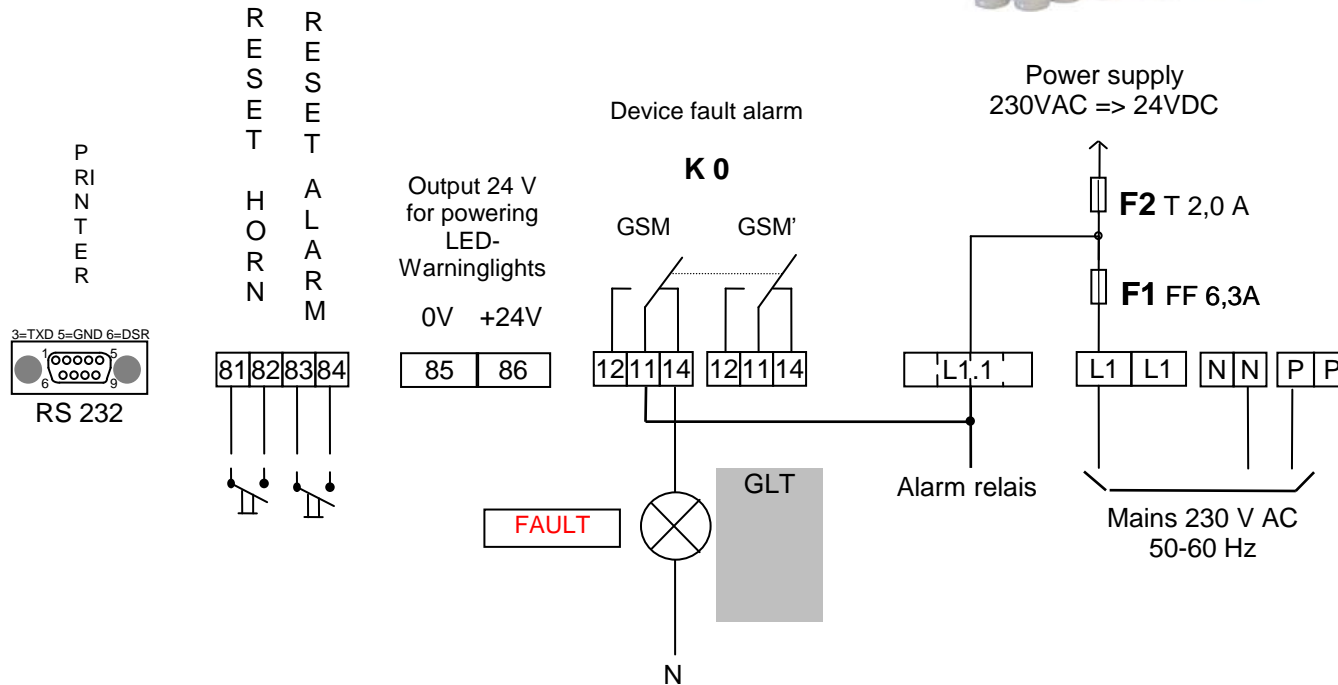 PRINTER
3=TXD 5=GND 6=DSR
1 5
6 9
RS 232
RESET HORN
RESET ALARM
81 82 83 84
Output 24 V
for powering
LED-
Warninglights
0V +24V
85 86
Device fault alarm
K 0
GSM GSM’
12 11 14 12 11 14
FAULT
GLT
N
Power supply
230VAC => 24VDC
F2 T 2,0 A
F1 FF 6,3A
L1.1
Alarm relais
L1 L1 N N P P
Mains 230 V AC
50-60 Hz